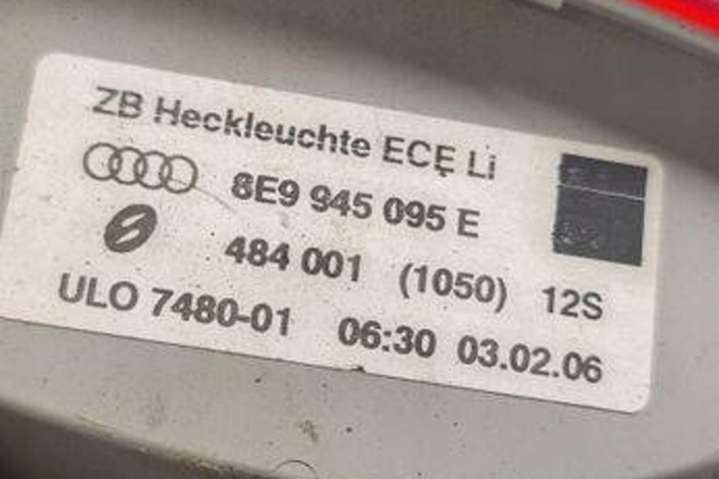 ZB Heckleuchte ECE Li
8E9 945 095 E
484 001 (1050) 12S
ULO 7480-01 06:30 03.02.06